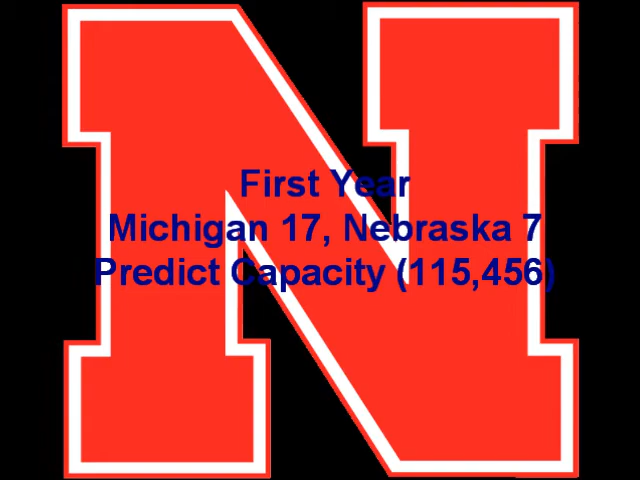 First Year
Michigan 17, Nebraska 7
Predict Capacity (115,456)
N